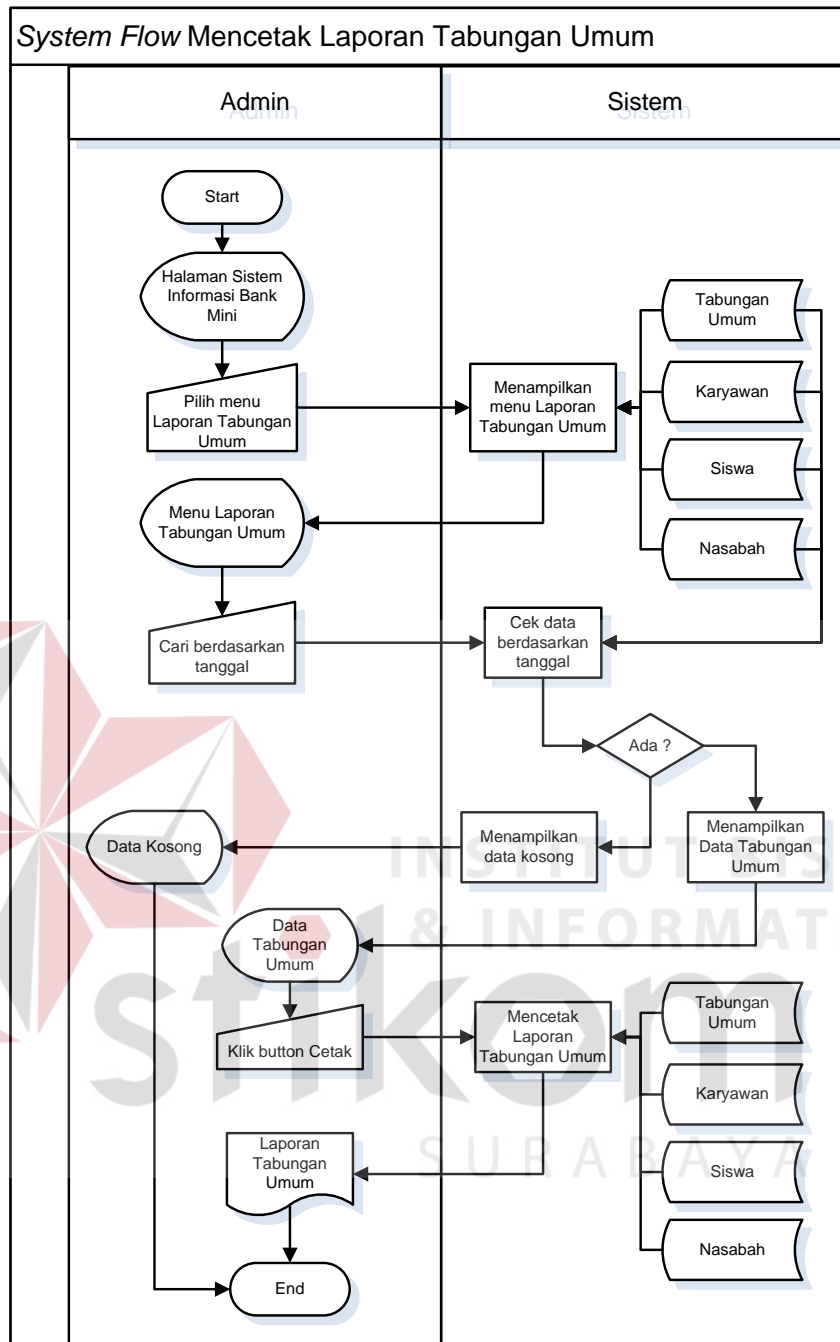 System Flow Mencetak Laporan Tabungan Umum
Admin
Sistem
Start
Halaman Sistem
Informasi Bank
Mini
Pilih menu
Laporan Tabungan
Umum
Menampilkan
menu Laporan
Tabungan Umum
Tabungan
Umum
Karyawan
Siswa
Nasabah
Menu Laporan
Tabungan Umum
Cari berdasarkan
tanggal
Cek data
berdasarkan
tanggal
Ada ?
Data Kosong
Menampilkan
data kosong
Menampilkan
Data Tabungan
Umum
Data
Tabungan
Umum
Klik button Cetak
Mencetak
Laporan
Tabungan Umum
Tabungan
Umum
Karyawan
Siswa
Nasabah
Laporan
Tabungan
Umum
End
INSTITUT SIS
& INFORMAT
stikom
SURABAYA